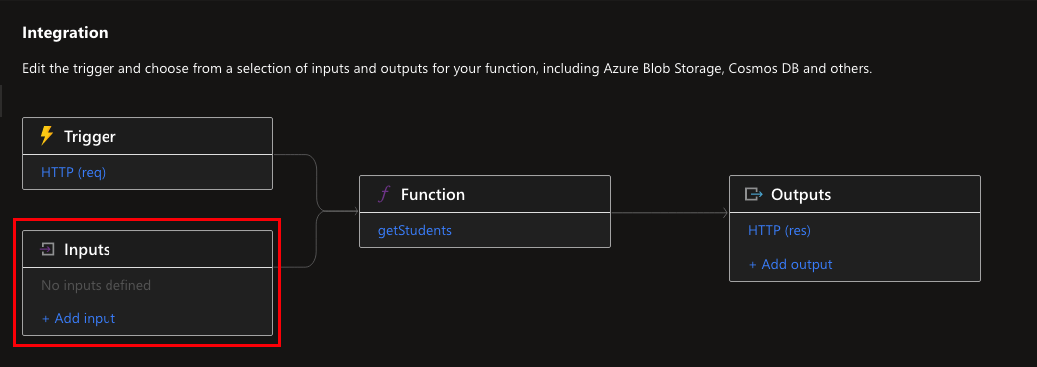 Integration
Edit the trigger and choose from a selection of inputs and outputs for your function, including Azure Blob Storage, Cosmos DB and others.
Trigger
HTTP (req)
Inputs
No inputs defined
+ Add input
Function
getStudents
Outputs
HTTP (res)
+ Add output